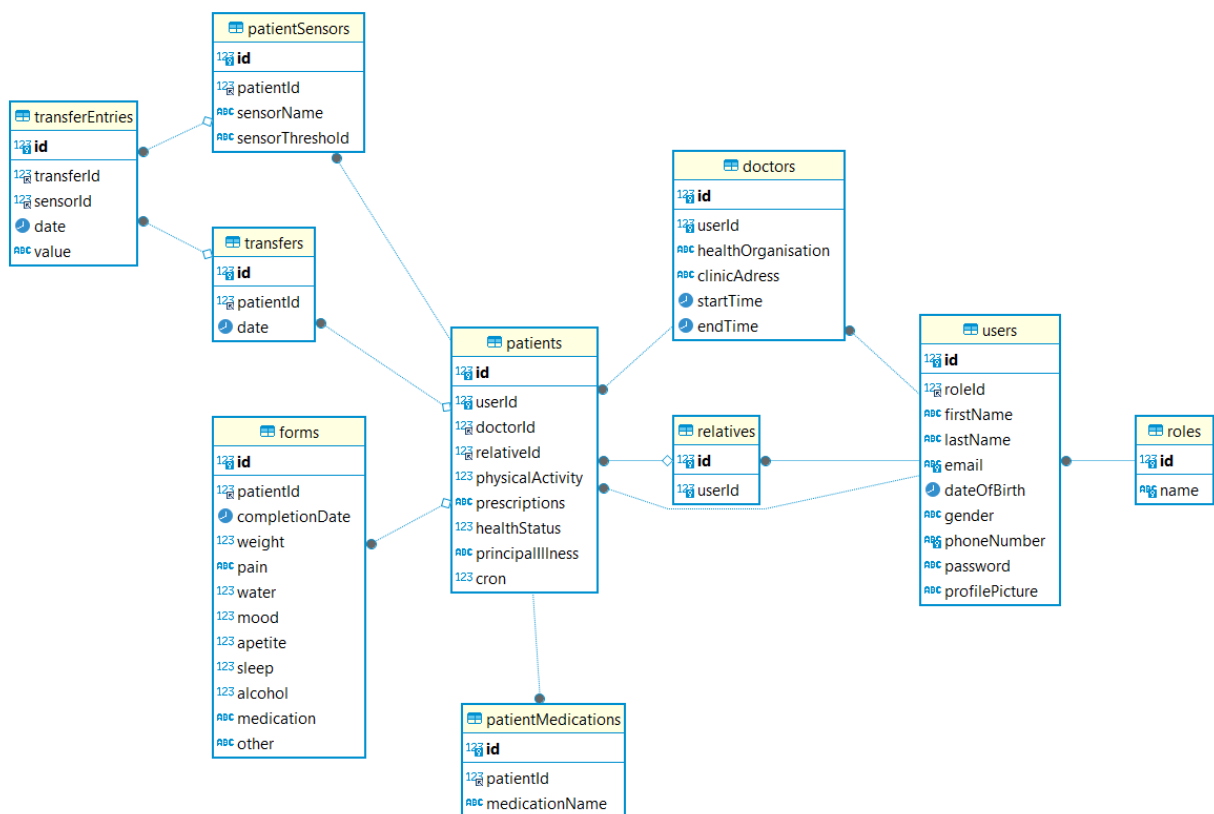 patientSensors
id
patientId
sensorName
sensorThreshold
transferEntries
id
transferId
sensorId
date
value
transfers
id
patientId
date
doctors
id
userId
healthOrganisation
clinicAdress
startTime
endTime
patients
id
userId
doctorId
relativeId
physicalActivity
prescriptions
healthStatus
principalIllness
cron
users
id
roleId
firstName
lastName
email
dateOfBirth
gender
phoneNumber
password
profilePicture
relatives
id
userId
roles
id
name
forms
id
patientId
completionDate
weight
pain
water
mood
apetite
sleep
alcohol
medication
other
patientMedications
id
patientId
medicationName